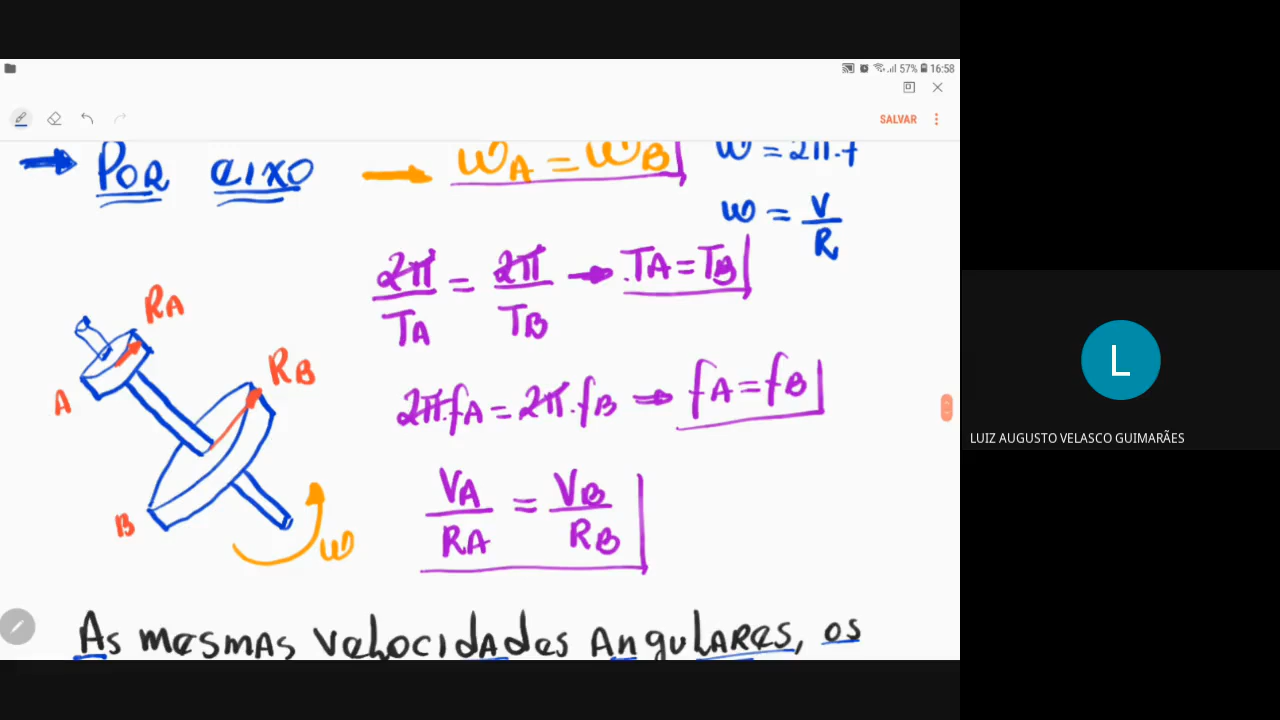 57% 16:58
SALVAR
→ POR EIXO → ωA = ωB
ω = 2π.f
ω = V/R
2π/TA = 2π/TB → TA = TB
RA
RB
A
2π.fA = 2π.fB → fA = fB
VA/RA = VB/RB
B
ω
L
LUIZ AUGUSTO VELASCO GUIMARÃES
As mesmas velocidades Angulares, os